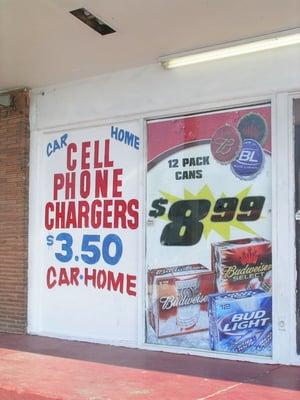 CAR HOME
CELL
PHONE
CHARGERS
$3.50
CAR·HOME
12 PACK
CANS
$8.99
BL
Budweiser
SELECT
Budweiser
12
BUD
LIGHT